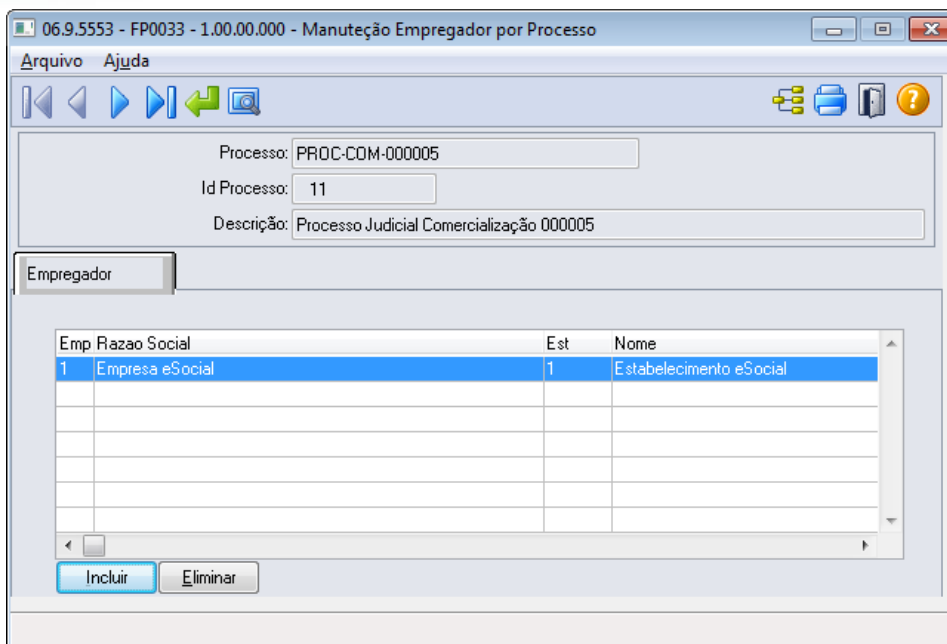 06.9.5553 - FP0033 - 1.00.00.000 - Manuteção Empregador por Processo
Arquivo Ajuda
?
Processo: PROC-COM-000005
Id Processo: 11
Descrição: Processo Judicial Comercialização 000005
Empregador
Emp Razao Social Est Nome
1 Empresa eSocial 1 Estabelecimento eSocial
Incluir Eliminar